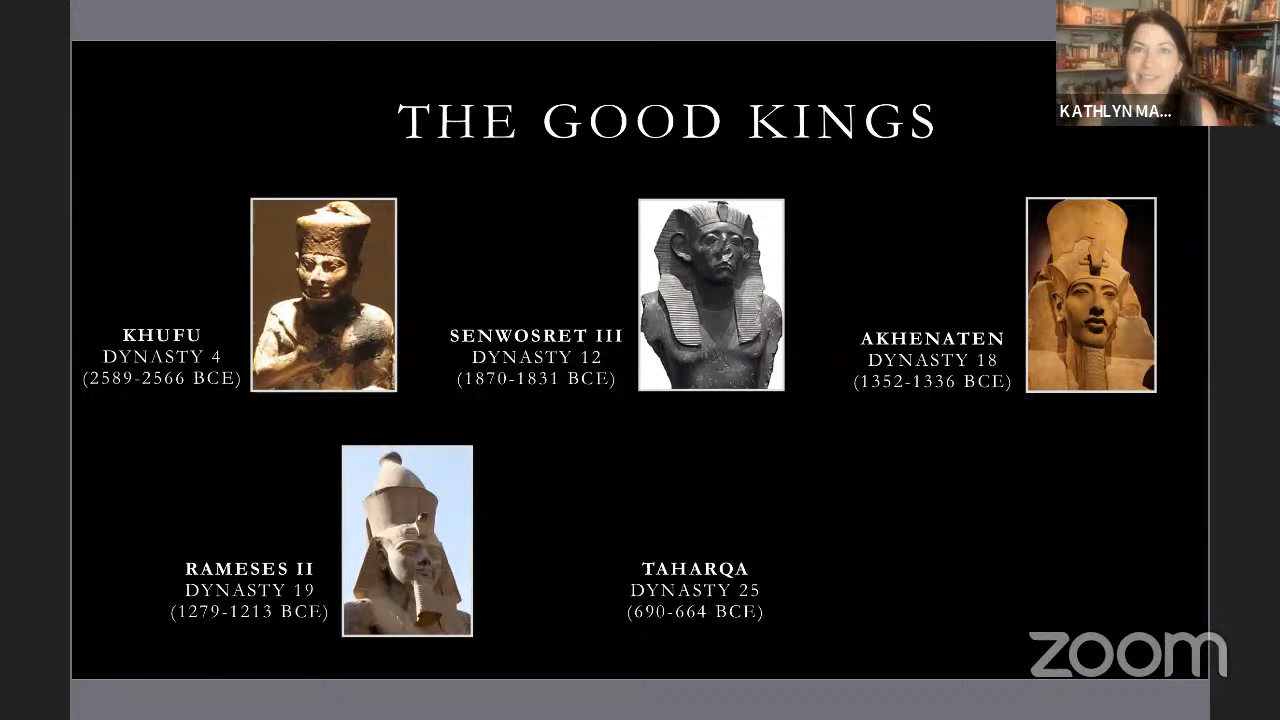 KATHLYN MA...
THE GOOD KINGS
KHUFU
DYNASTY 4
(2589-2566 BCE)
SENWOSRET III
DYNASTY 12
(1870-1831 BCE)
AKHENATEN
DYNASTY 18
(1352-1336 BCE)
RAMESES II
DYNASTY 19
(1279-1213 BCE)
TAHARQA
DYNASTY 25
(690-664 BCE)
zoom